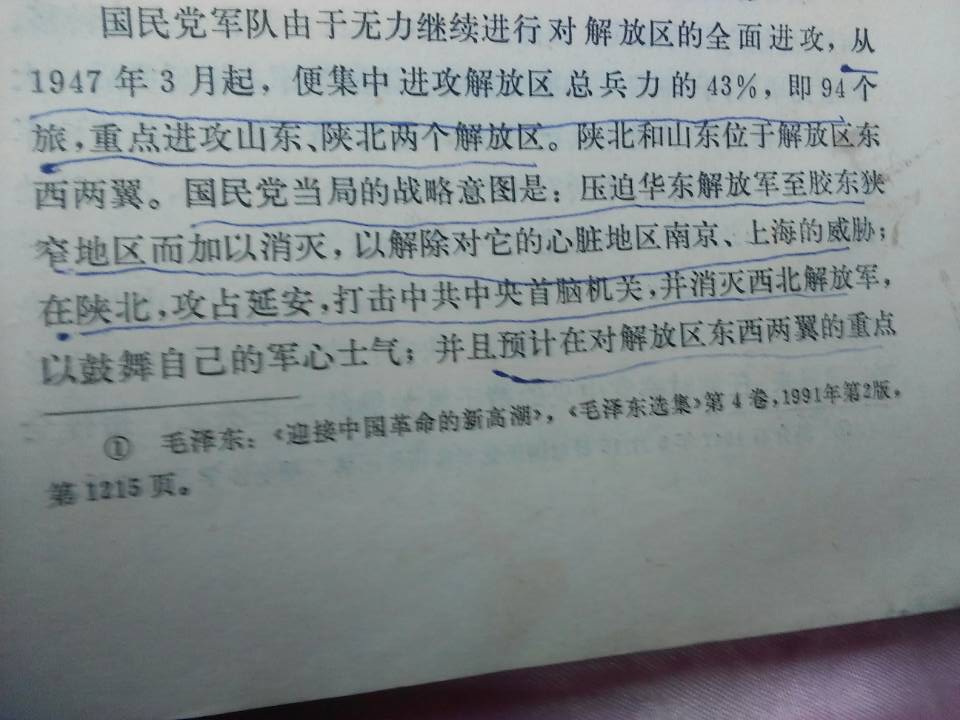 国民党军队由于无力继续进行对解放区的全面进攻,从
1947年3月起,便集中进攻解放区总兵力的43%,即94个
旅,重点进攻山东、陕北两个解放区。陕北和山东位于解放区东
西两翼。国民党当局的战略意图是:压迫华东解放军至胶东狭
窄地区而加以消灭,以解除对它的心脏地区南京、上海的威胁;
在陕北,攻占延安,打击中共中央首脑机关,并消灭西北解放军,
以鼓舞自己的军心士气;并且预计在对解放区东西两翼的重点
① 毛泽东:《迎接中国革命的新高潮》,《毛泽东选集》第4卷,1991年第2版,
第1215页。